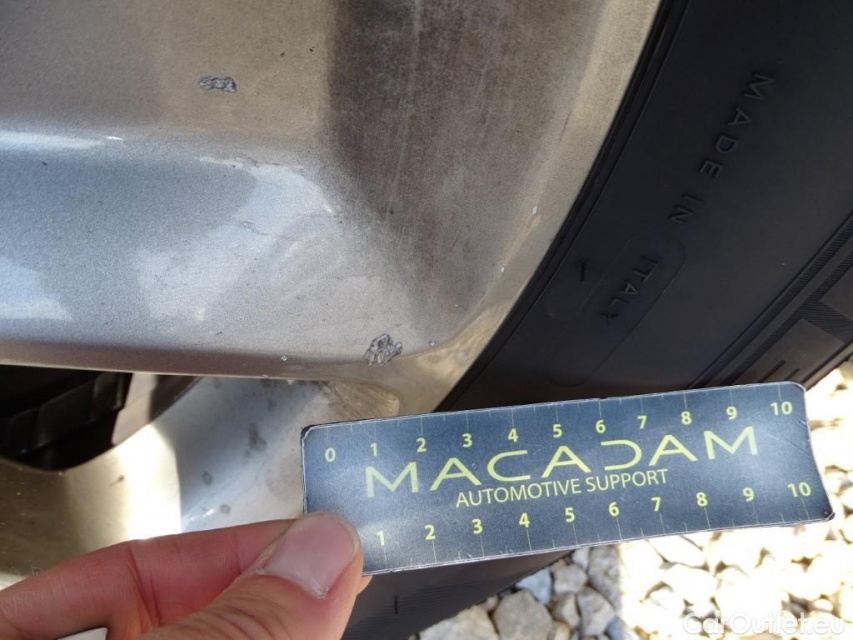 MADE IN
ITALY
0 1 2 3 4 5 6 7 8 9 10
MACADAM
AUTOMOTIVE SUPPORT
1 2 3 4 5 6 7 8 9 10
CarOutlet.eu